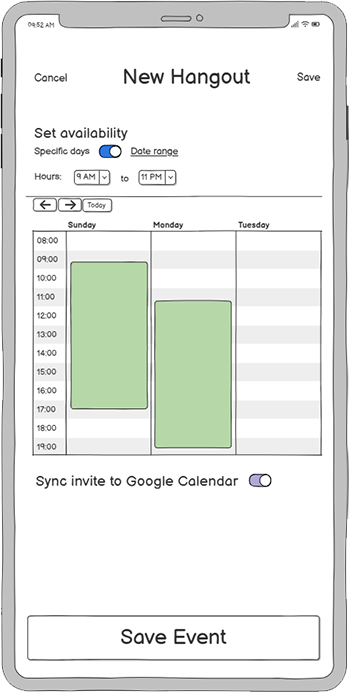 09:52 AM
Cancel New Hangout Save
Set availability
Specific days Date range
Hours: 9 AM to 11 PM
Today
Sunday Monday Tuesday
08:00
09:00
10:00
11:00
12:00
13:00
14:00
15:00
16:00
17:00
18:00
19:00
Sync invite to Google Calendar
Save Event